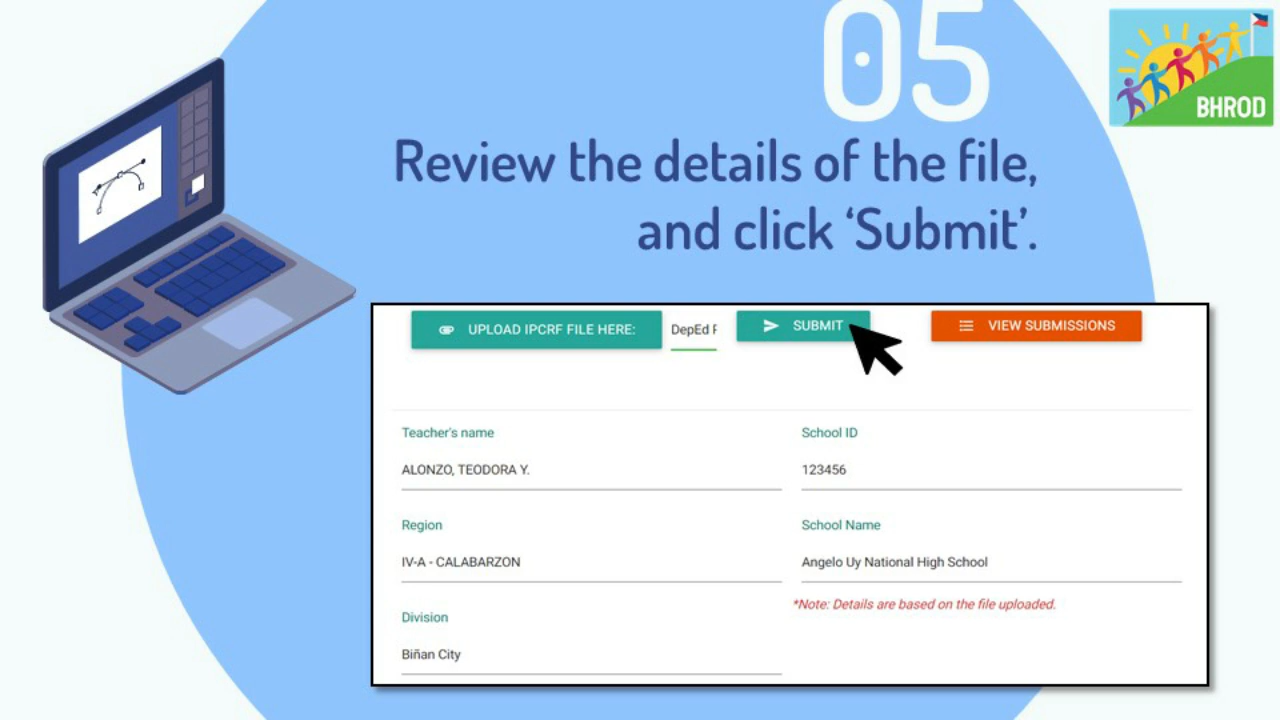 05
BHROD
Review the details of the file,
and click ‘Submit’.
UPLOAD IPCRF FILE HERE:
DepEd F
SUBMIT
VIEW SUBMISSIONS
Teacher's name
School ID
ALONZO, TEODORA Y.
123456
Region
School Name
IV-A - CALABARZON
Angelo Uy National High School
*Note: Details are based on the file uploaded.
Division
Biñan City